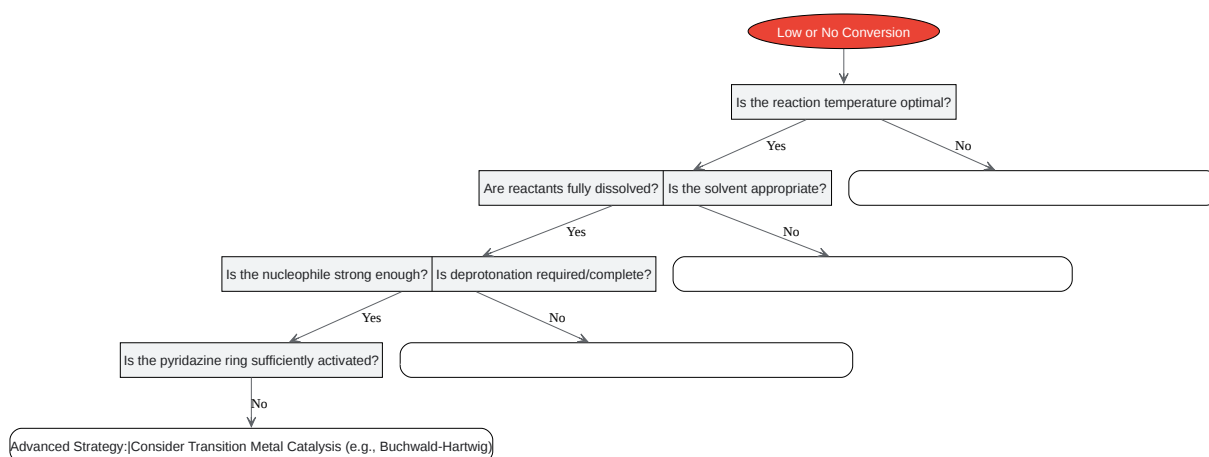 Low or No Conversion
Is the reaction temperature optimal?
Yes
No
Are reactants fully dissolved? Is the solvent appropriate?
Yes
No
Is the nucleophile strong enough? Is deprotonation required/complete?
Yes
No
Is the pyridazine ring sufficiently activated?
No
Advanced Strategy:|Consider Transition Metal Catalysis (e.g., Buchwald-Hartwig)